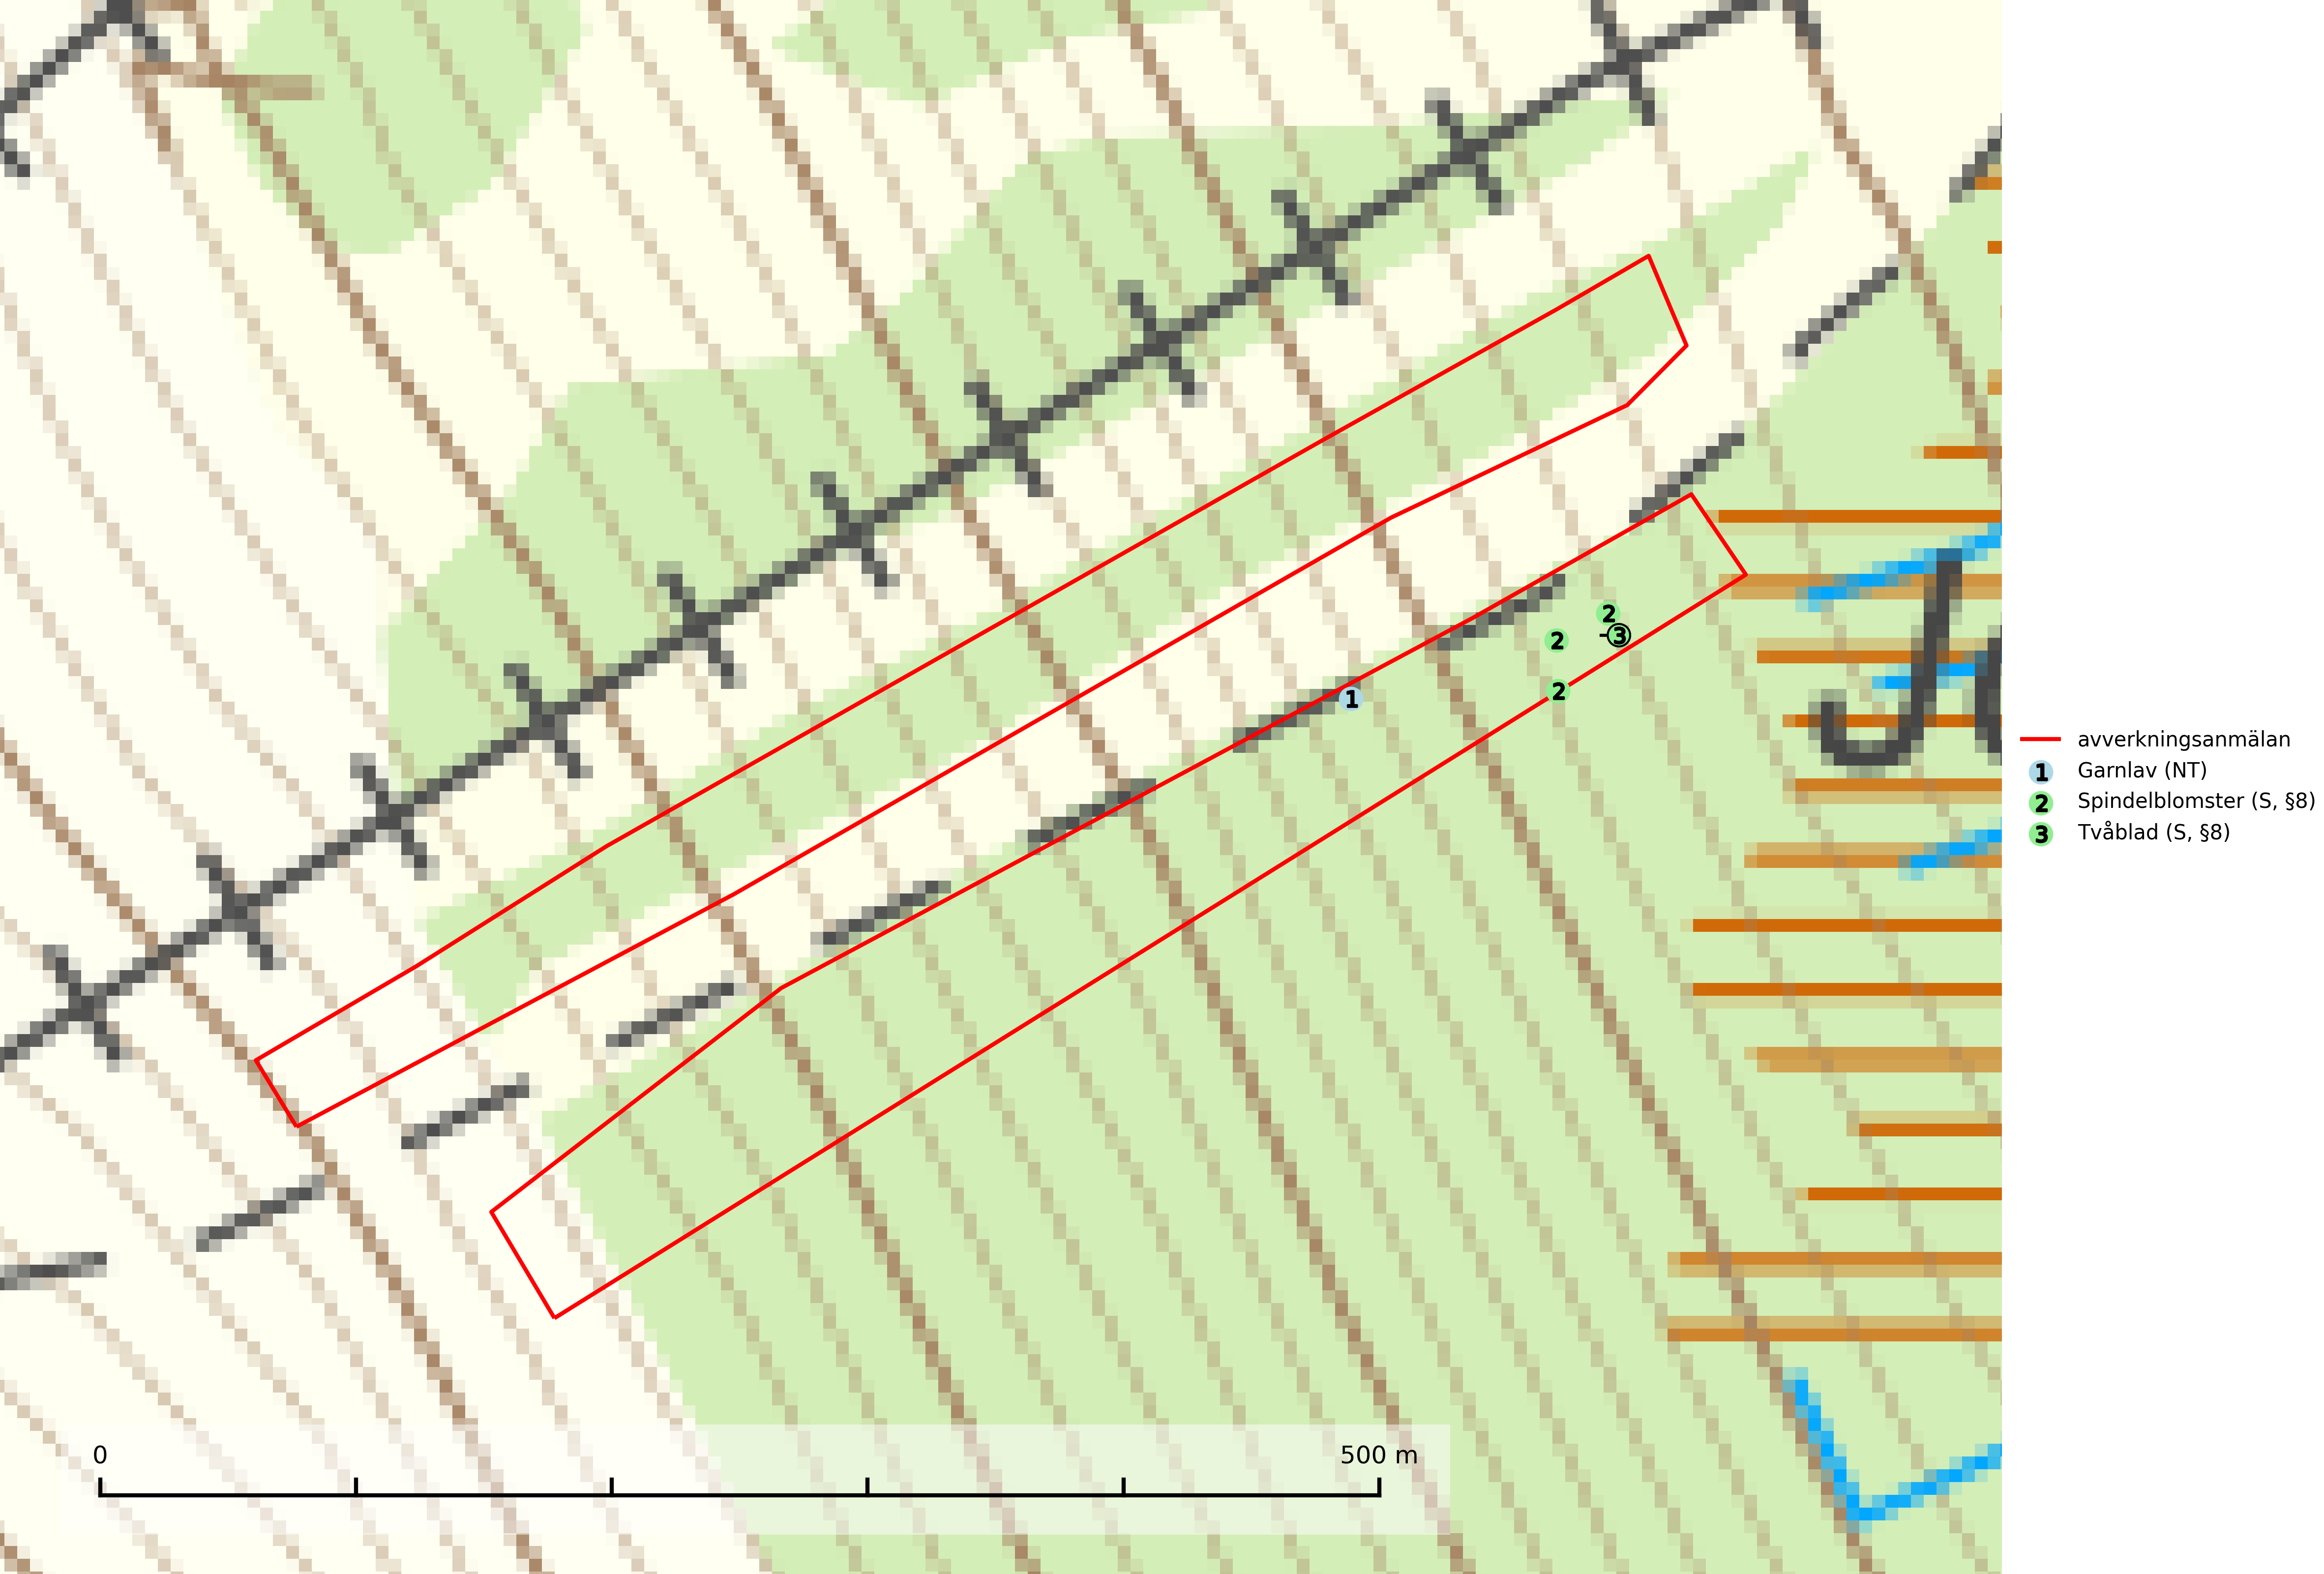 2
2
3
1
2
J
avverkningsanmälan
1 Garnlav (NT)
2 Spindelblomster (S, §8)
3 Tvåblad (S, §8)
0 500 m